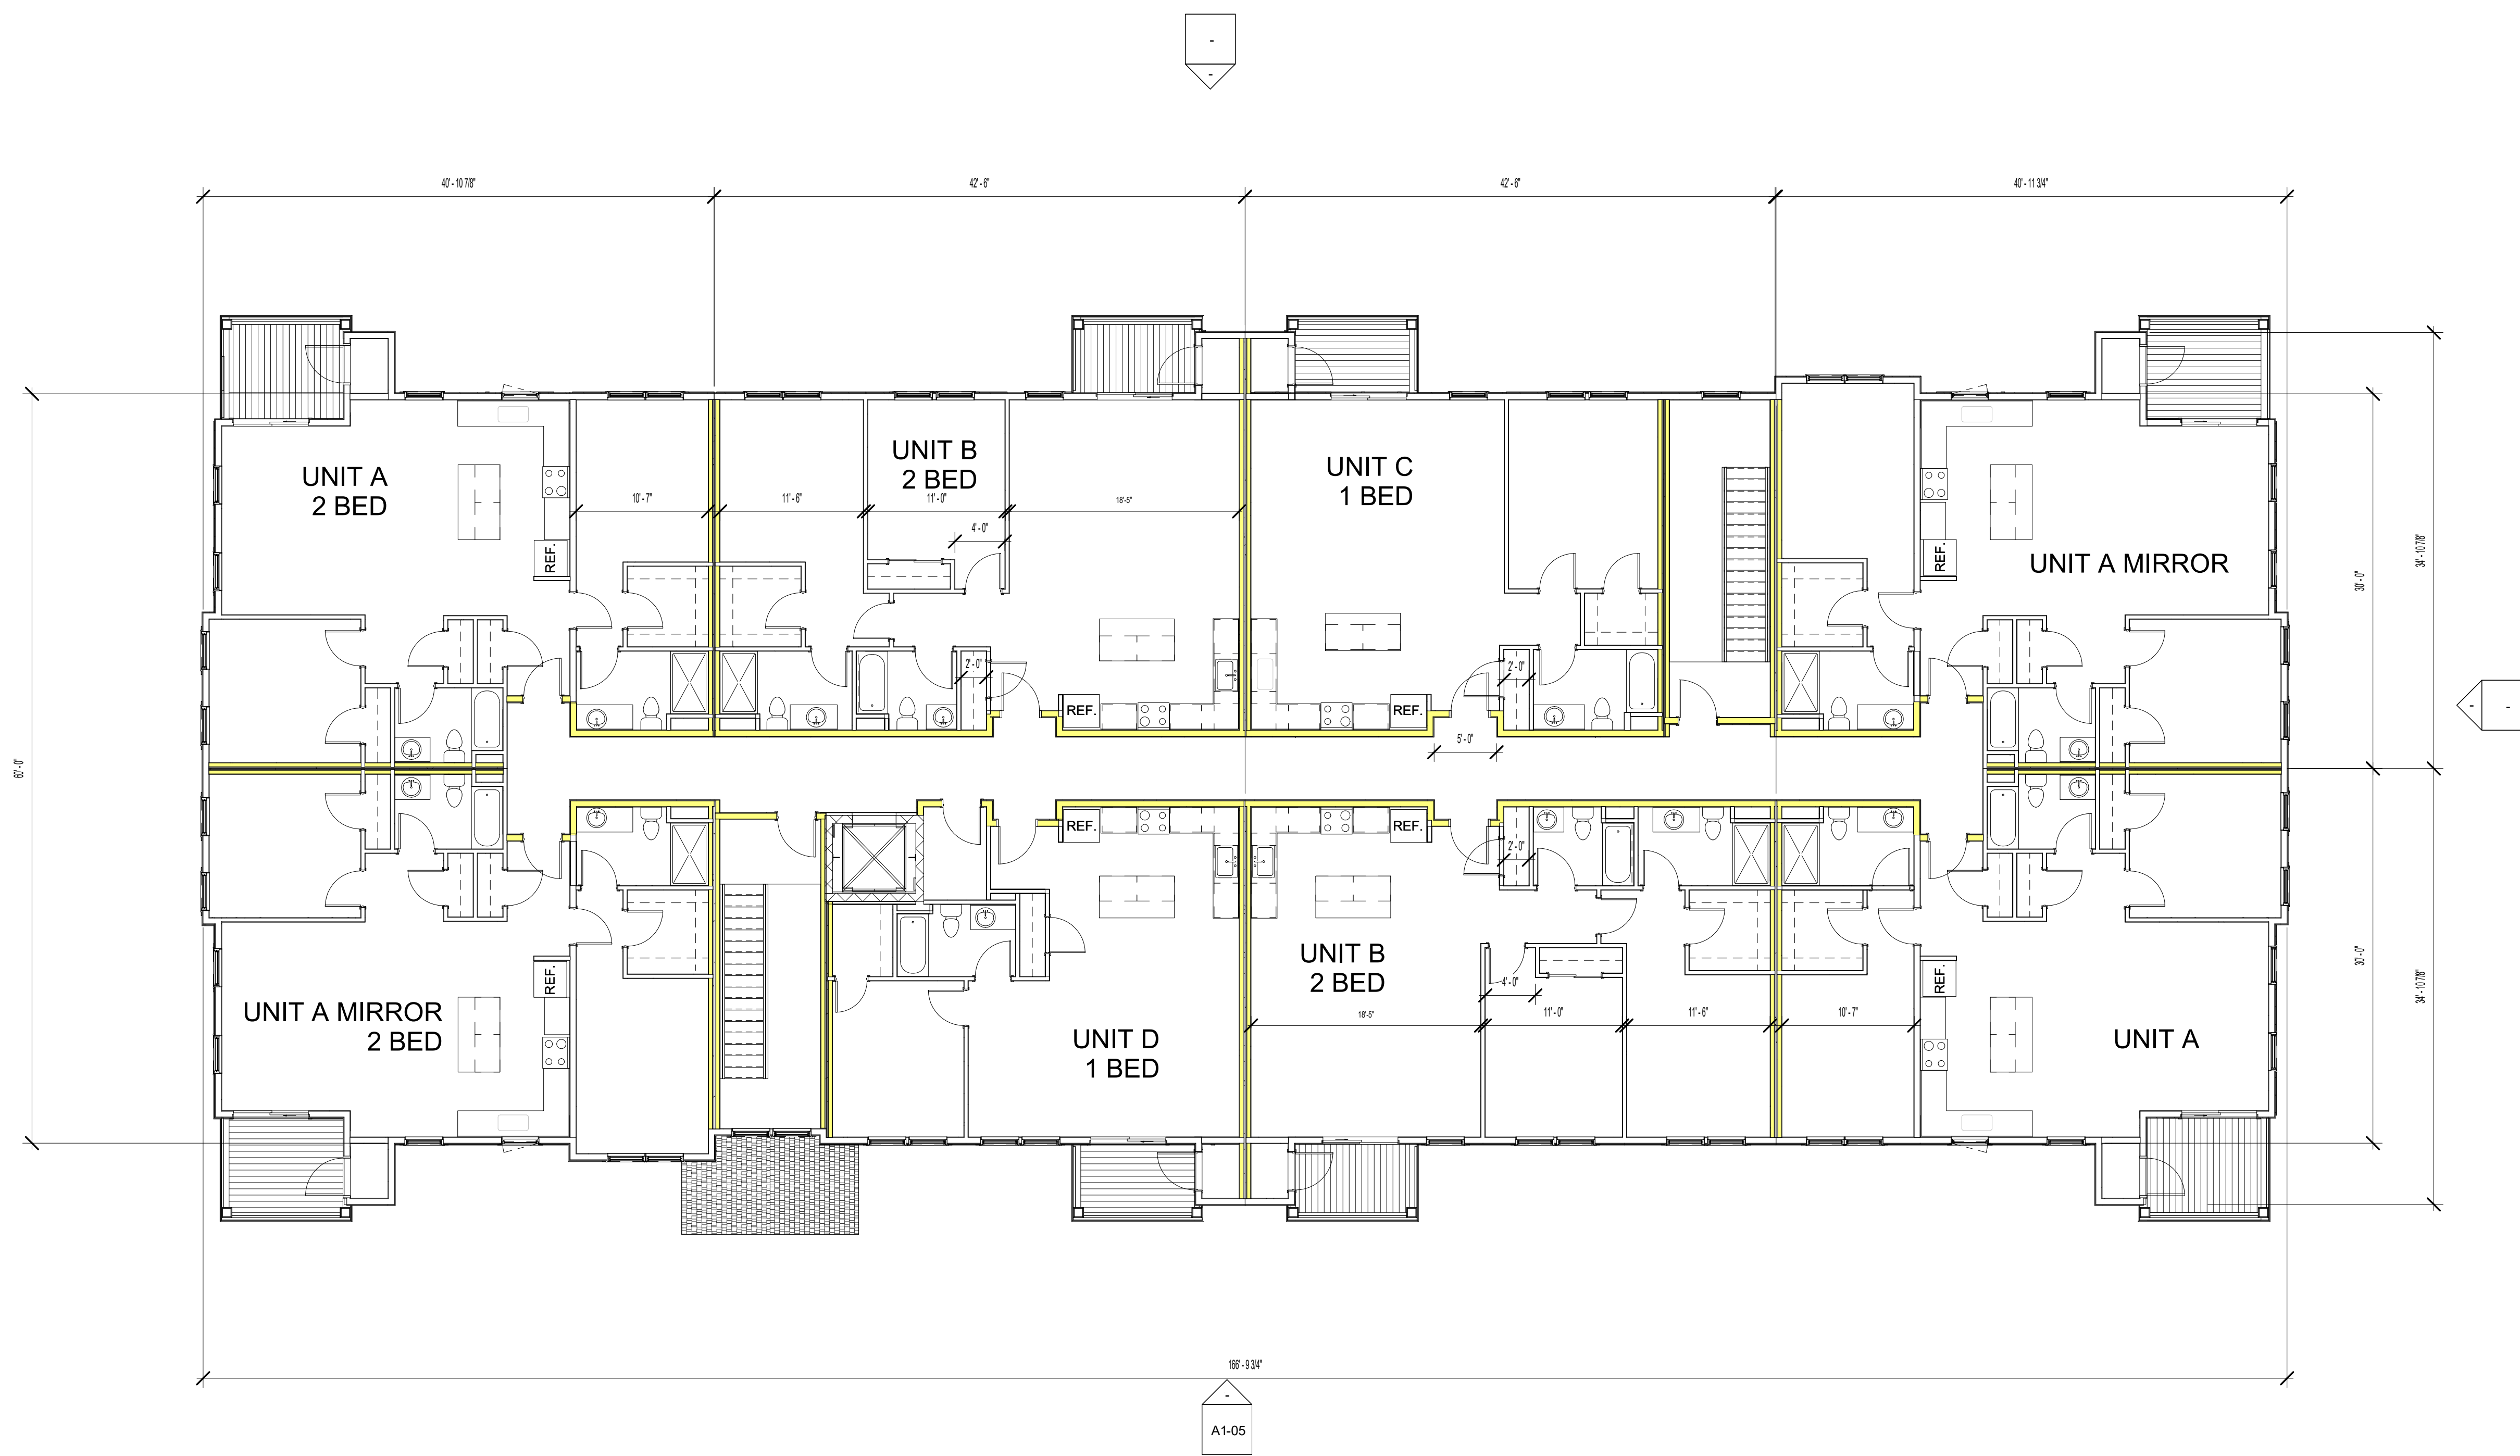 -
-
40' - 10 7/8"
42' - 6"
42' - 6"
40' - 11 3/4"
UNIT A
2 BED
UNIT B
2 BED
UNIT C
1 BED
10' - 7"
11' - 6"
11' - 0"
18'-5"
4' - 0"
REF.
REF.
UNIT A MIRROR
34' - 10 7/8"
30' - 0"
2' - 0"
2' - 0"
REF.
REF.
-
-
5' - 0"
60' - 0"
REF.
REF.
2' - 0"
UNIT B
2 BED
REF.
REF.
4' - 0"
30' - 0"
34' - 10 7/8"
UNIT A MIRROR
2 BED
18'-5"
11' - 0"
11' - 6"
10' - 7"
UNIT D
1 BED
UNIT A
166' - 9 3/4"
-
A1-05